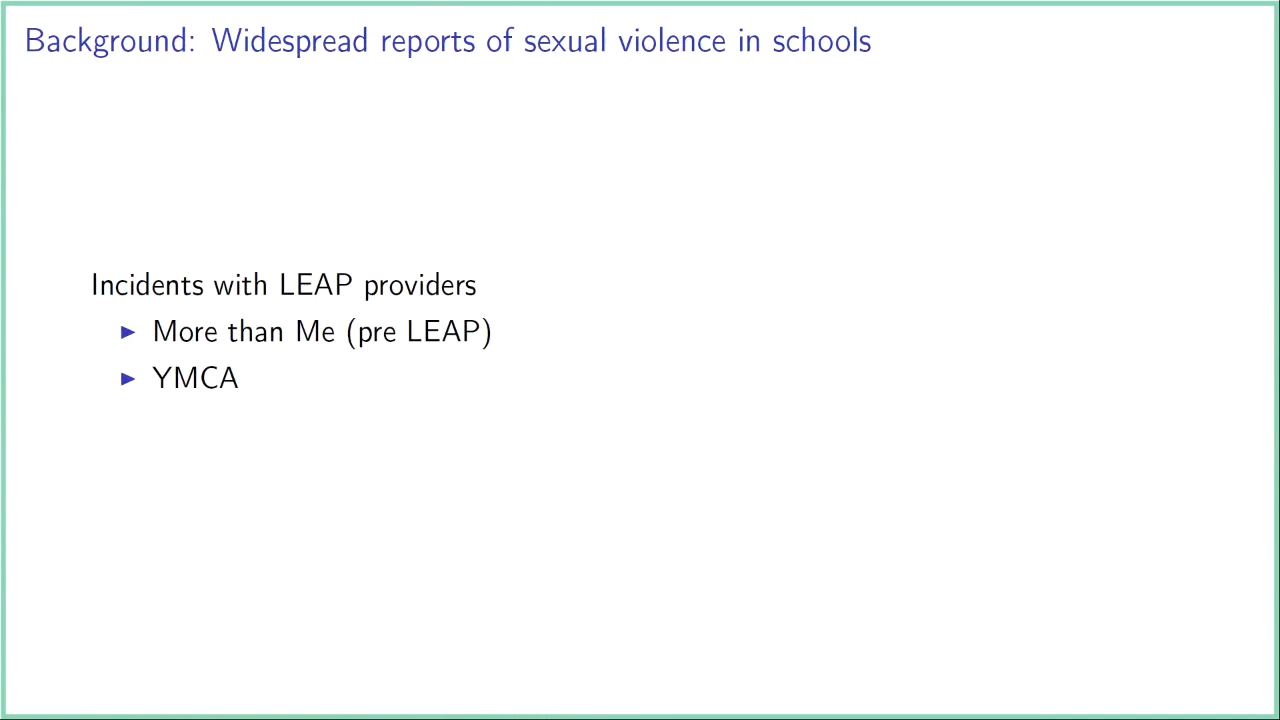 Background: Widespread reports of sexual violence in schools
Incidents with LEAP providers
▶ More than Me (pre LEAP)
▶ YMCA